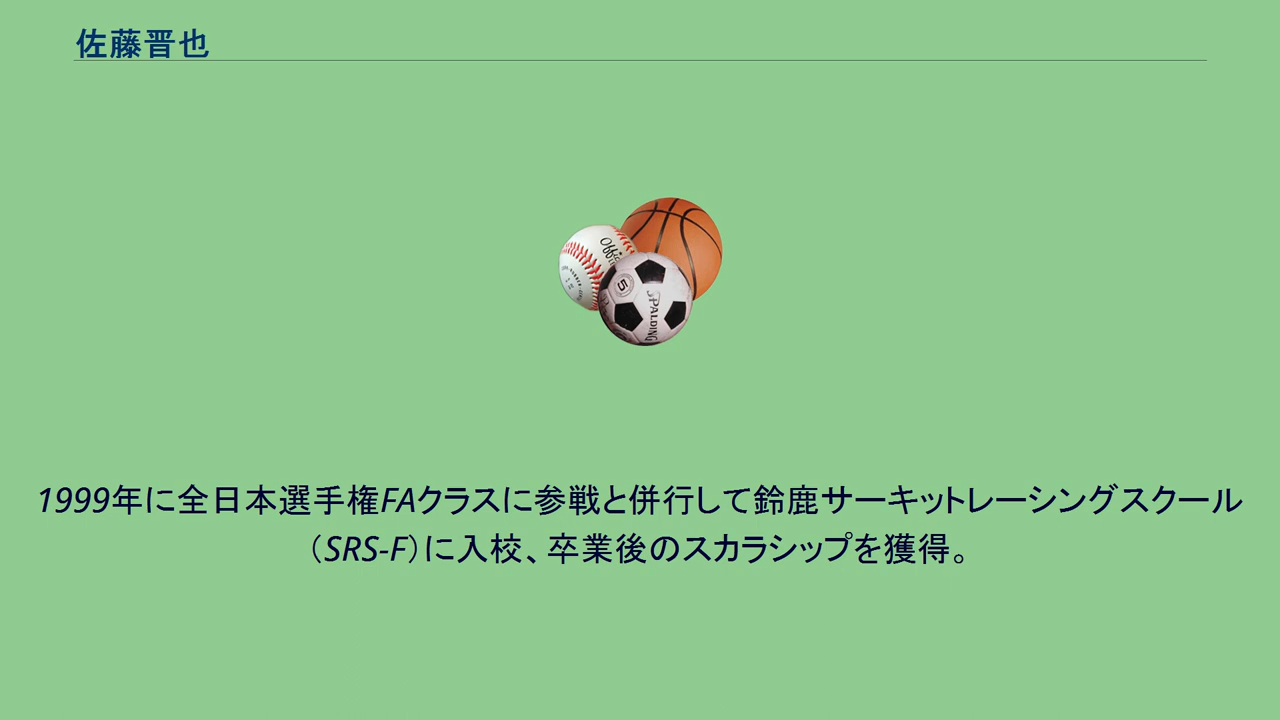 佐藤晋也
Offici
5
SPALDING
1999年に全日本選手権FAクラスに参戦と併行して鈴鹿サーキットレーシングスクール
（SRS-F）に入校、卒業後のスカラシップを獲得。